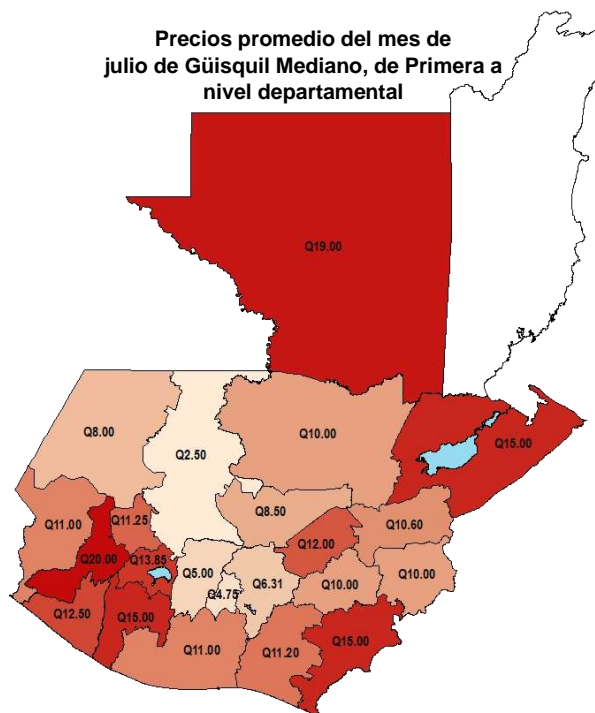 Precios promedio del mes de
julio de Güisquil Mediano, de Primera a
nivel departamental
Q19.00
Q8.00
Q2.50
Q10.00
Q15.00
Q8.50
Q11.00
Q11.25
Q10.60
Q12.00
Q20.00
Q13.85
Q5.00
Q6.31
Q10.00
Q10.00
Q4.75
Q12.50
Q15.00
Q15.00
Q11.00
Q11.20